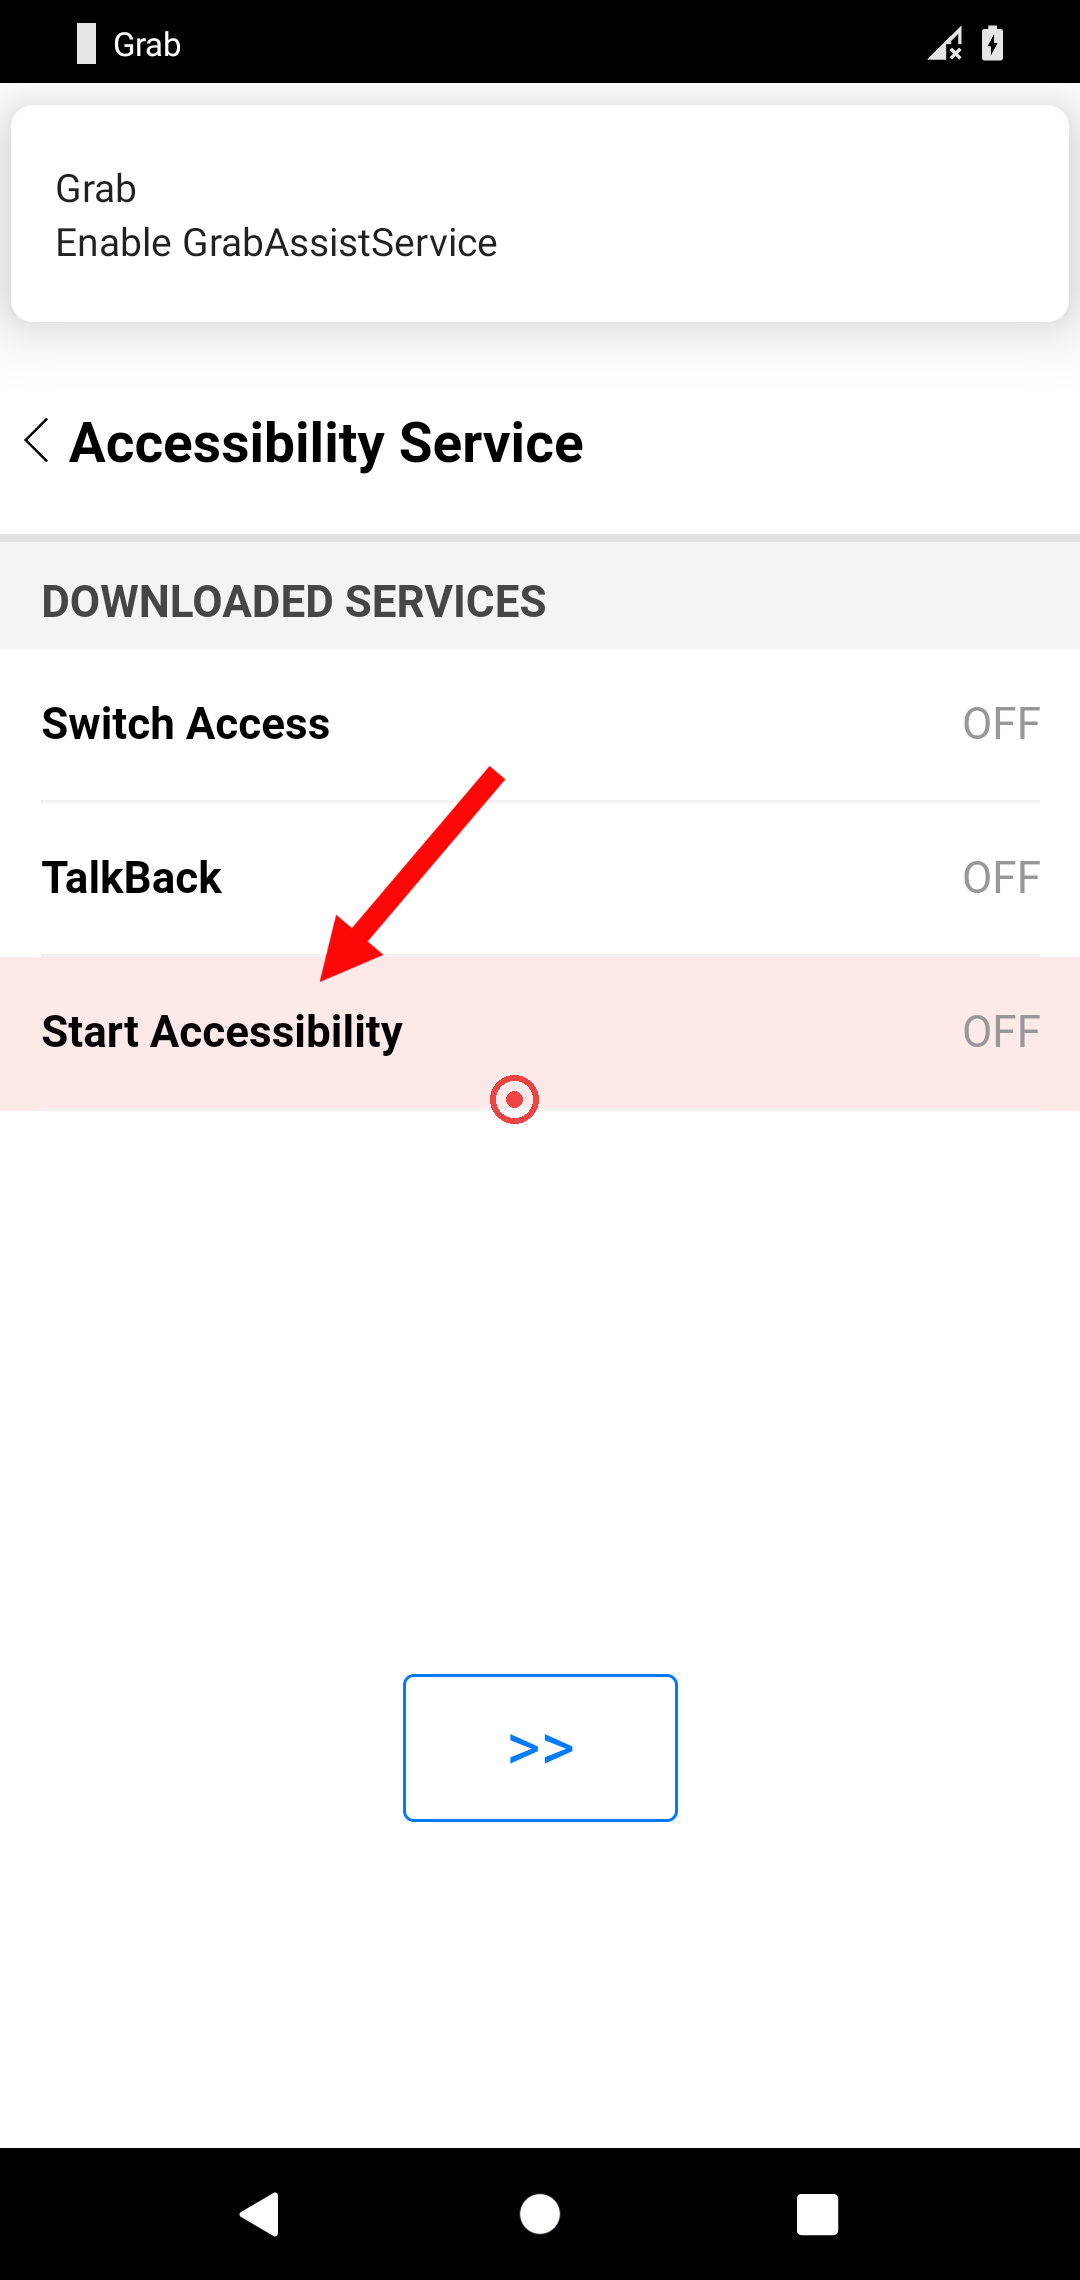 Grab
Grab
Enable GrabAssistService
Accessibility Service
DOWNLOADED SERVICES
Switch Access OFF
TalkBack OFF
Start Accessibility OFF
>>